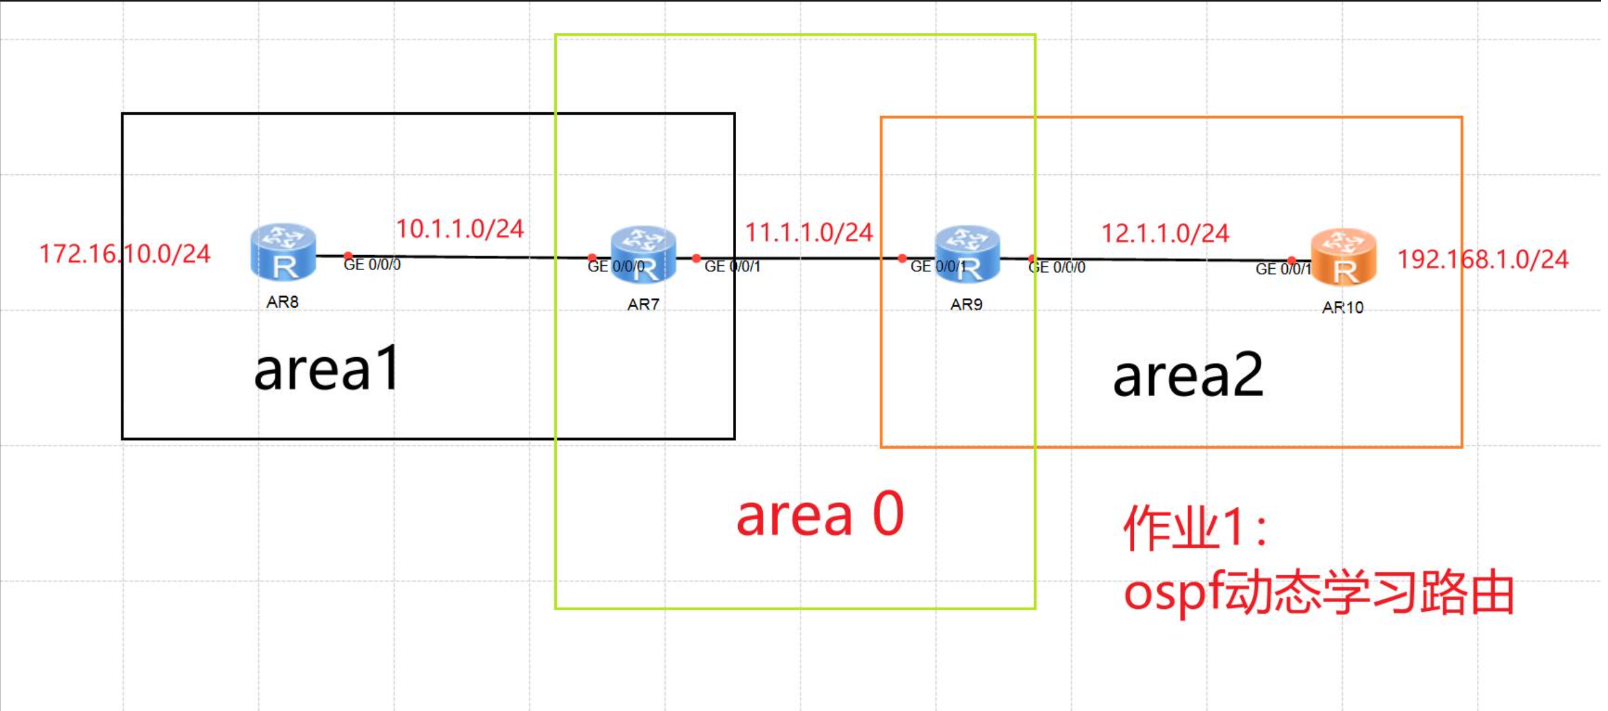 172.16.10.0/24
10.1.1.0/24
11.1.1.0/24
12.1.1.0/24
192.168.1.0/24
R
GE 0/0/0
GE 0/0/0
R
GE 0/0/1
GE 0/0/1
R
GE 0/0/0
GE 0/0/1
R
AR8
AR7
AR9
AR10
area1
area2
area 0
作业1：
ospf动态学习路由